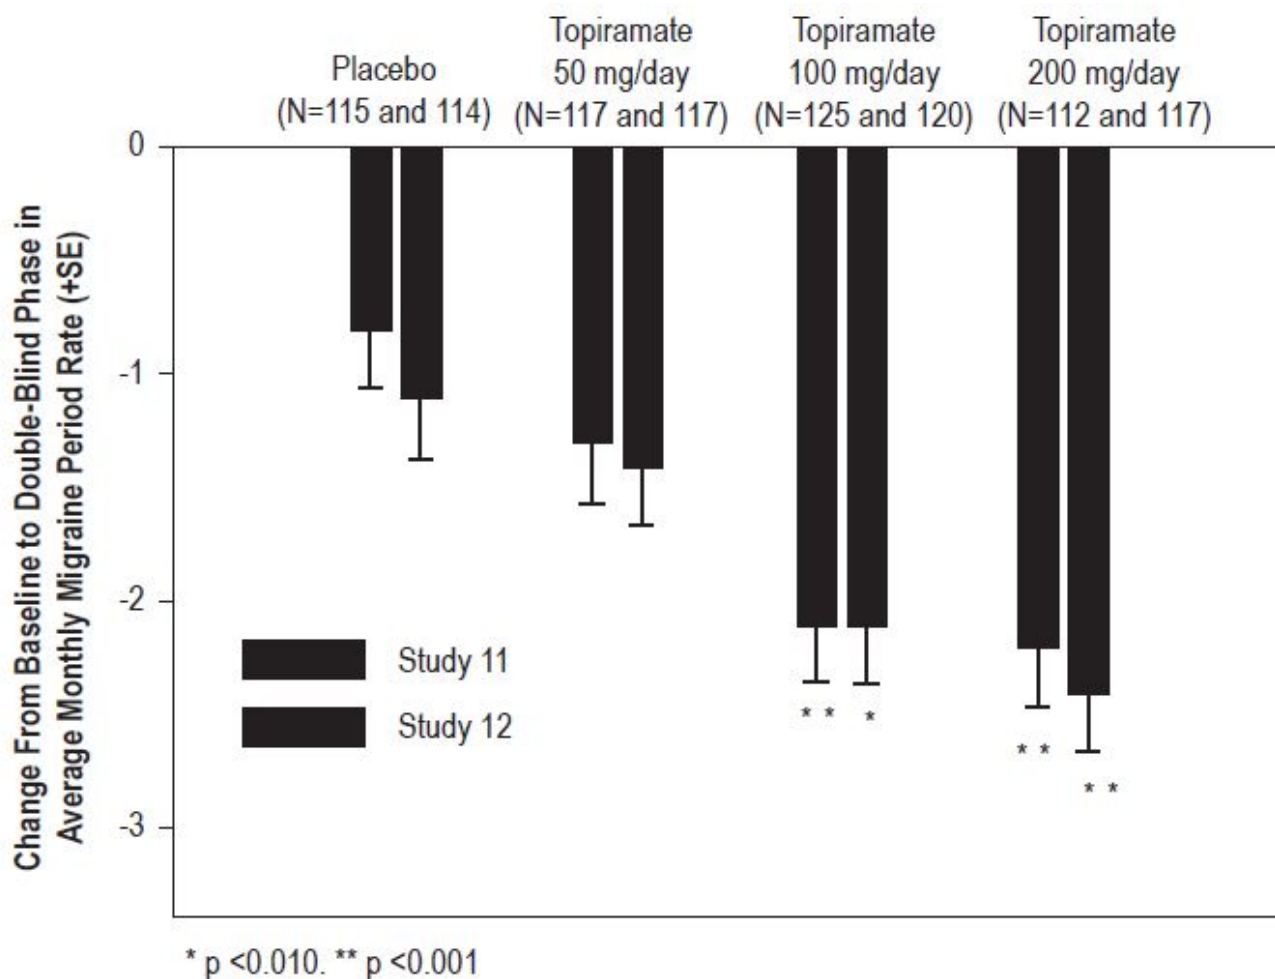 Placebo
(N=115 and 114)
Topiramate
50 mg/day
(N=117 and 117)
Topiramate
100 mg/day
(N=125 and 120)
Topiramate
200 mg/day
(N=112 and 117)
Change From Baseline to Double-Blind Phase in
Average Monthly Migraine Period Rate (+SE)
0
-1
-2
-3
Study 11
Study 12
* *
*
* *
* *
* p <0.010. ** p <0.001